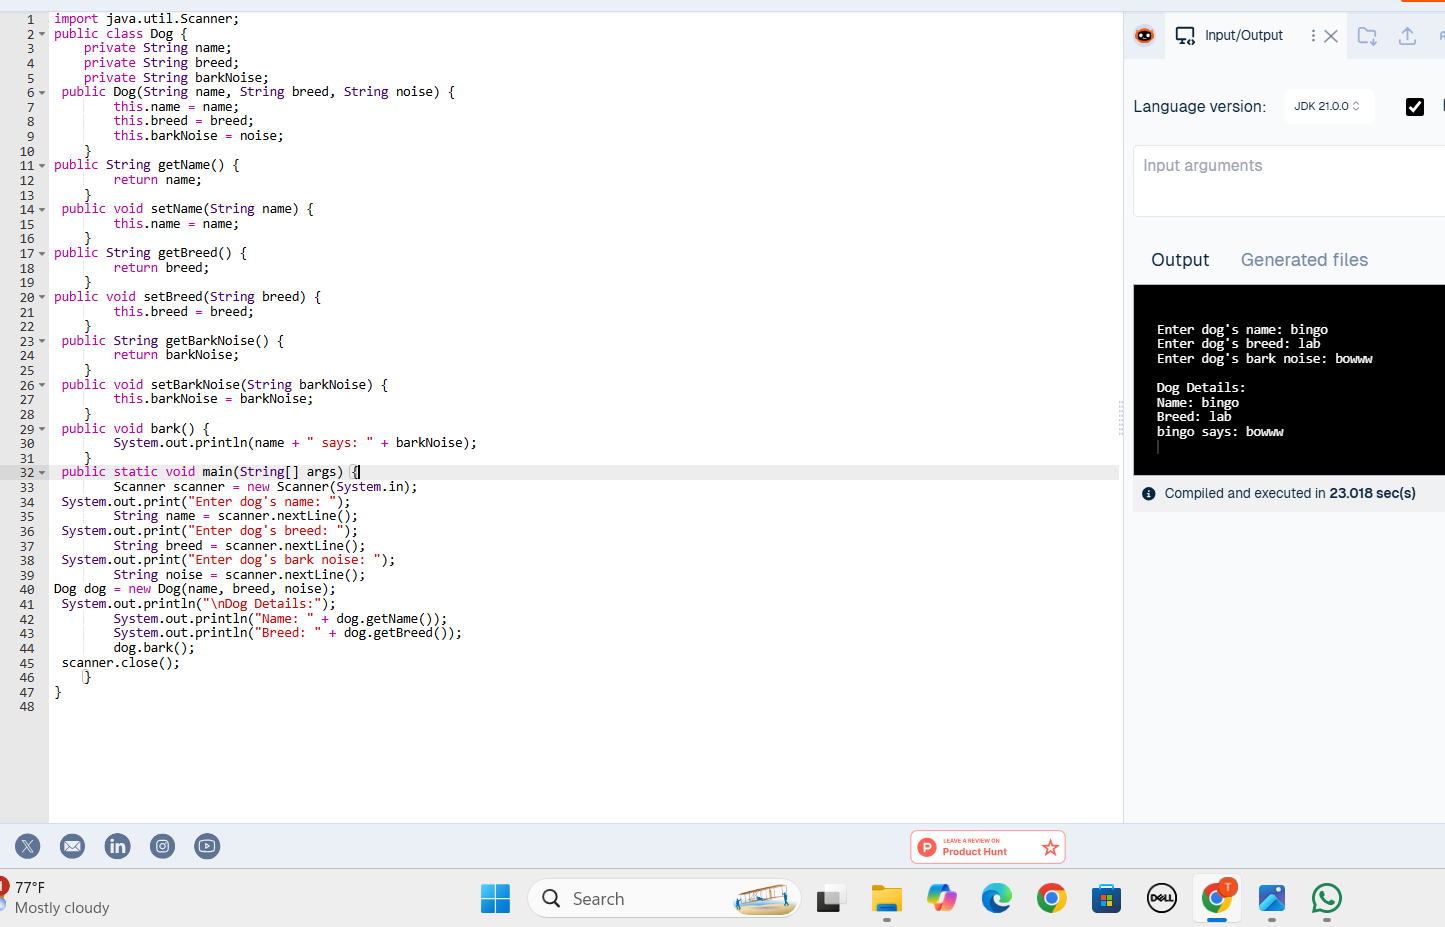 1 import java.util.Scanner;
2 public class Dog {
3 private String name;
4 private String breed;
5 private String barkNoise;
6 public Dog(String name, String breed, String noise) {
7 this.name = name;
8 this.breed = breed;
9 this.barkNoise = noise;
10 }
11 public String getName() {
12 return name;
13 }
14 public void setName(String name) {
15 this.name = name;
16 }
17 public String getBreed() {
18 return breed;
19 }
20 public void setBreed(String breed) {
21 this.breed = breed;
22 }
23 public String getBarkNoise() {
24 return barkNoise;
25 }
26 public void setBarkNoise(String barkNoise) {
27 this.barkNoise = barkNoise;
28 }
29 public void bark() {
30 System.out.println(name + " says: " + barkNoise);
31 }
32 public static void main(String[] args) {
33 Scanner scanner = new Scanner(System.in);
34 System.out.print("Enter dog's name: ");
35 String name = scanner.nextLine();
36 System.out.print("Enter dog's breed: ");
37 String breed = scanner.nextLine();
38 System.out.print("Enter dog's bark noise: ");
39 String noise = scanner.nextLine();
40 Dog dog = new Dog(name, breed, noise);
41 System.out.println("\nDog Details:");
42 System.out.println("Name: " + dog.getName());
43 System.out.println("Breed: " + dog.getBreed());
44 dog.bark();
45 scanner.close();
46 }
47 }
48
Input/Output
Language version: JDK 21.0.0
Input arguments
Output Generated files
Enter dog's name: bingo
Enter dog's breed: lab
Enter dog's bark noise: bowww
Dog Details:
Name: bingo
Breed: lab
bingo says: bowww
Compiled and executed in 23.018 sec(s)
LEAVE A REVIEW ON
P Product Hunt
77°F
Mostly cloudy
Search
DELL
T